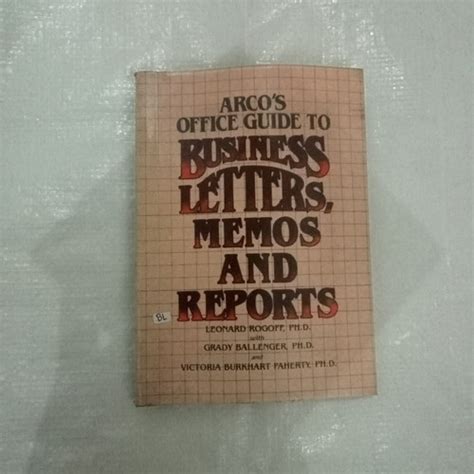 ARCO'S
OFFICE GUIDE TO
BUSINESS
LETTERS,
MEMOS
AND
REPORTS
BL
LEONARD ROGOFF, PH.D.
with
GRADY BALLENGER, PH.D.
and
VICTORIA BURKHART FAHERTY, PH.D.